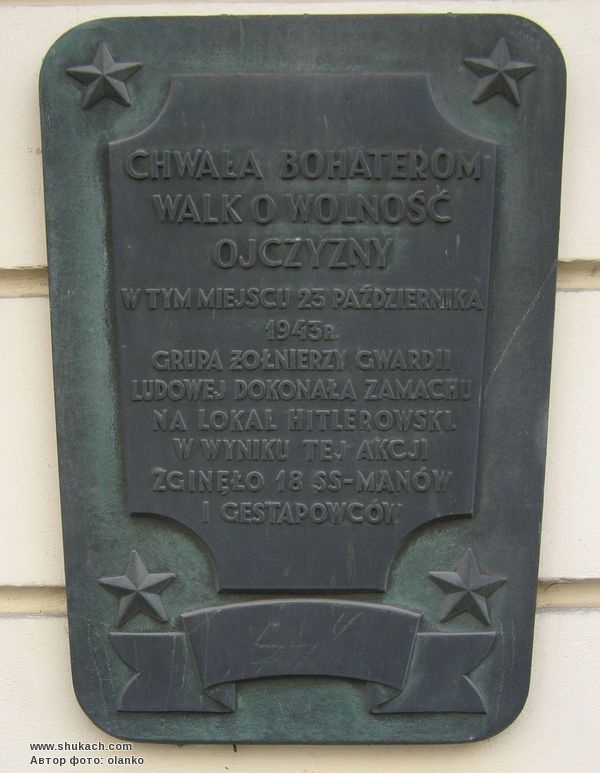 CHWAŁA BOHATEROM
WALK O WOLNOŚĆ
OJCZYZNY
W TYM MIEJSCU 23 PAŹDZIERNIKA
1943R.
GRUPA ŻOŁNIERZY GWARDII
LUDOWEJ DOKONAŁA ZAMACHU
NA LOKAL HITLEROWSKI.
W WYNIKU TEJ AKCJI
ZGINĘŁO 18 SS-MANÓW
I GESTAPOWCÓW
www.shukach.com
Автор фото: olanko